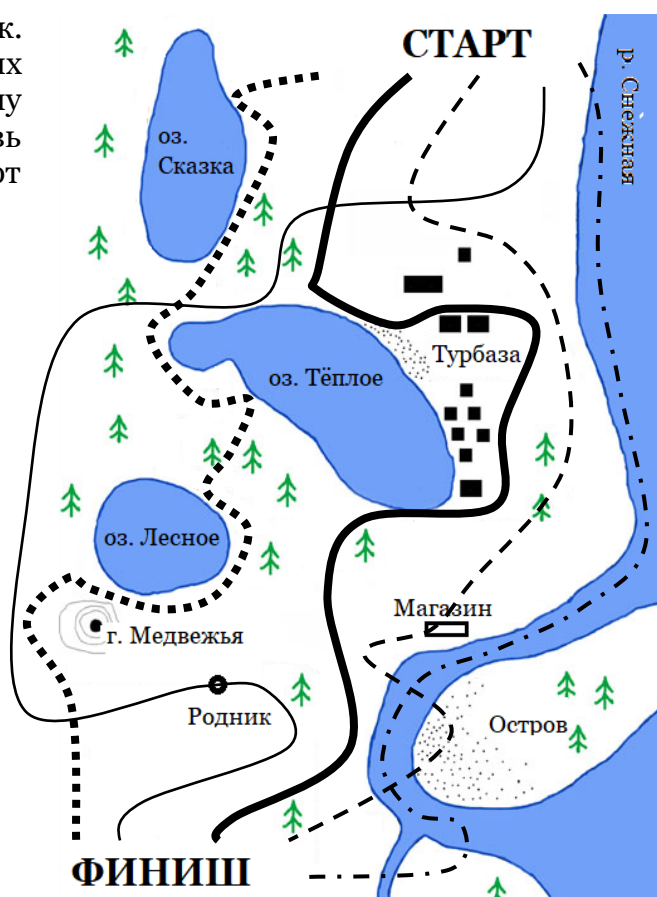 к.
СТАРТ
р. Снежная
оз.
Сказка
Турбаза
оз. Тёплое
оз. Лесное
Магазин
г. Медвежья
Родник
Остров
ФИНИШ